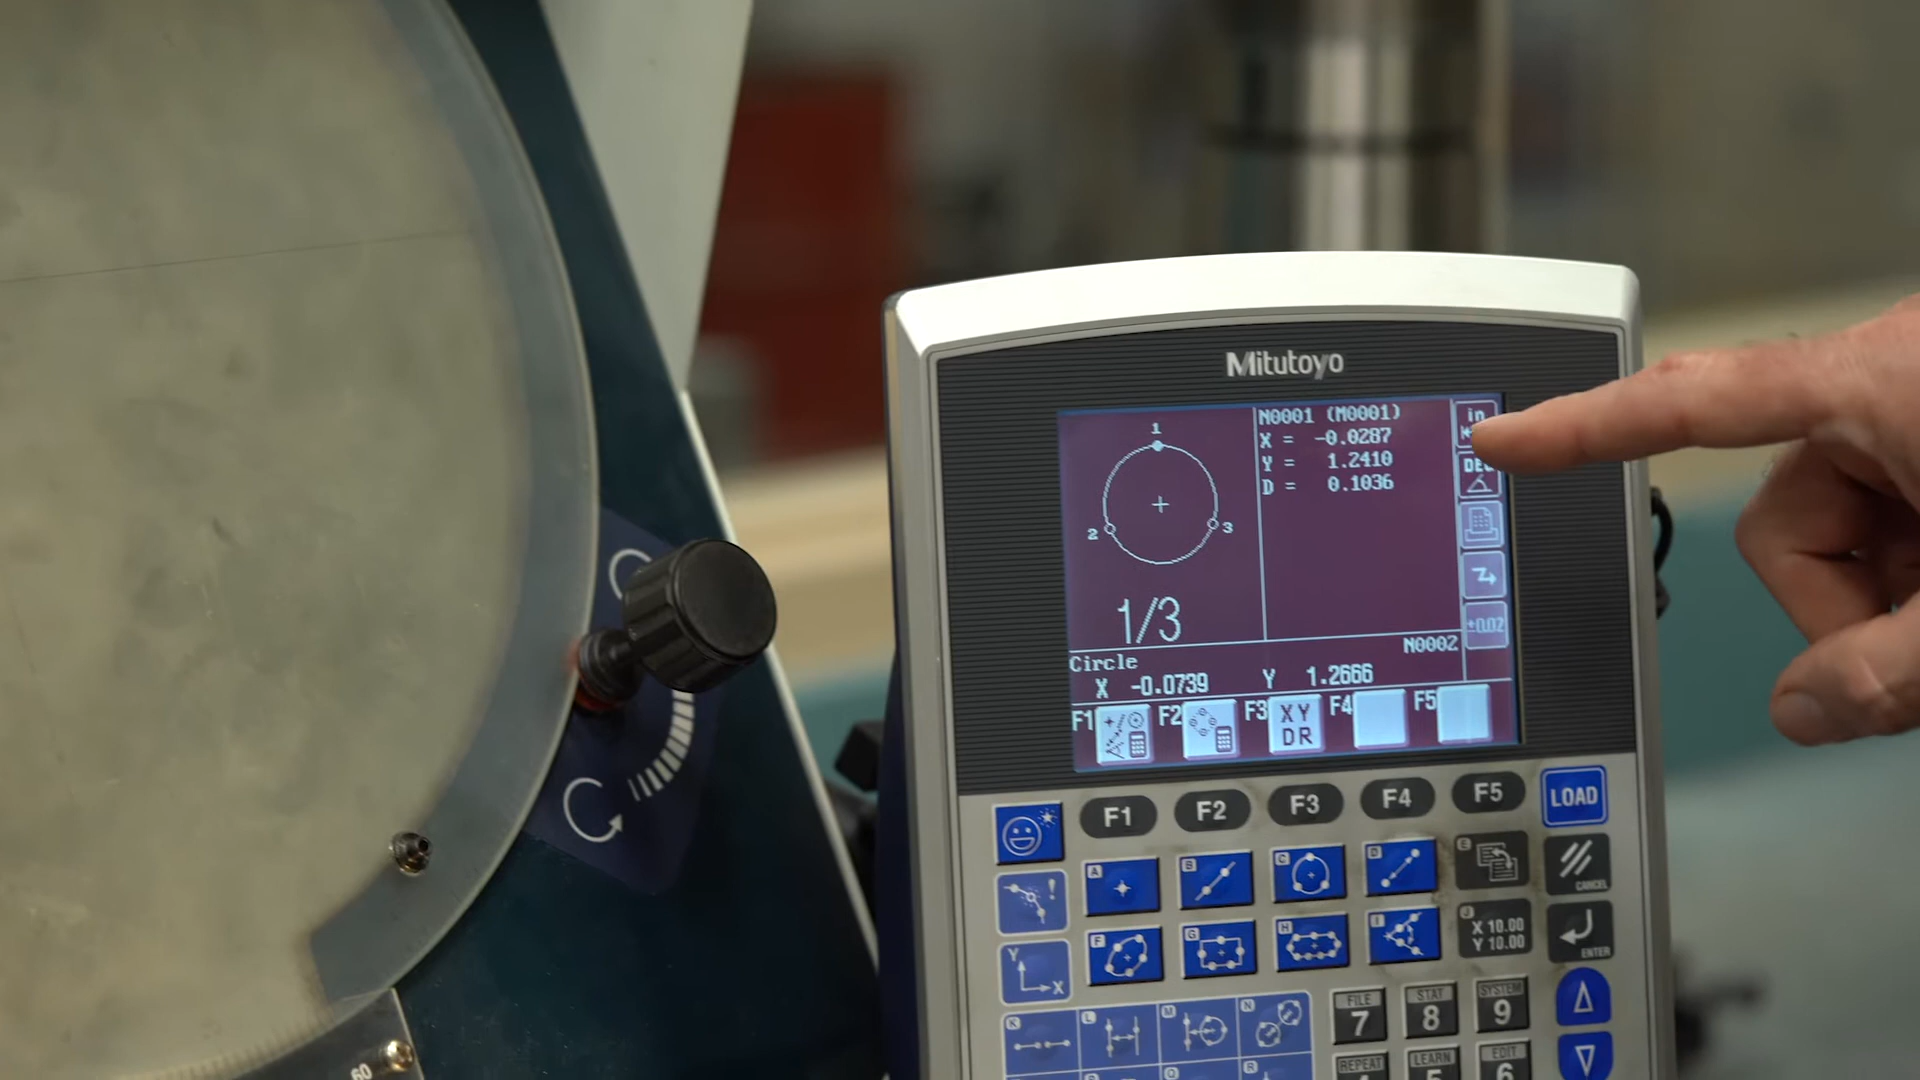 Mitutoyo
1
2
3
1/3
N0001 (M0001)
X = -0.0287
Y = 1.2410
D = 0.1036
in
±0.02
N0002
Circle
X -0.0739 Y 1.2666
F1 F2 F3 XY DR F4 F5
F1 F2 F3 F4 F5 LOAD
A B C D E CANCEL
F G H I J X 10.00
Y 10.00
ENTER
Y X
K L M N FILE 7 STAT 8 SYSTEM 9
REPEAT LEARN EDIT
Q R
60